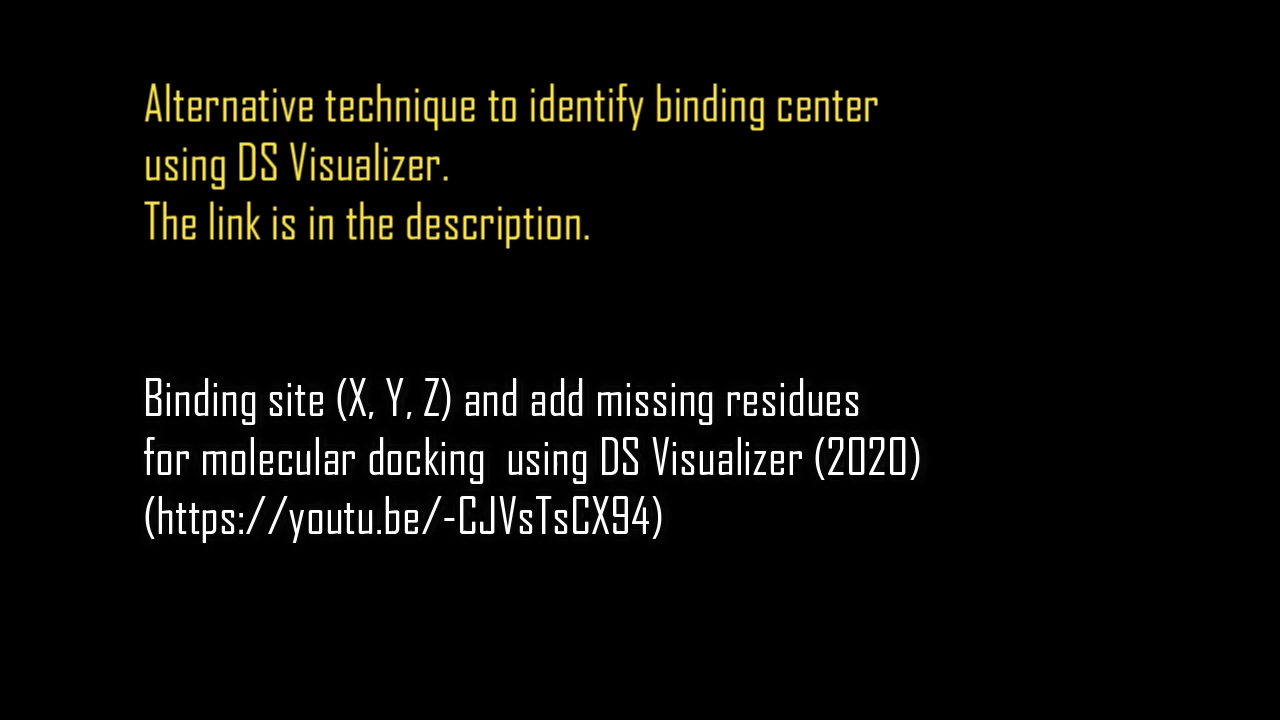 Alternative technique to identify binding center
using DS Visualizer.
The link is in the description.
Binding site (X, Y, Z) and add missing residues
for molecular docking  using DS Visualizer (2020)
(https://youtu.be/-CJVsTsCX94)